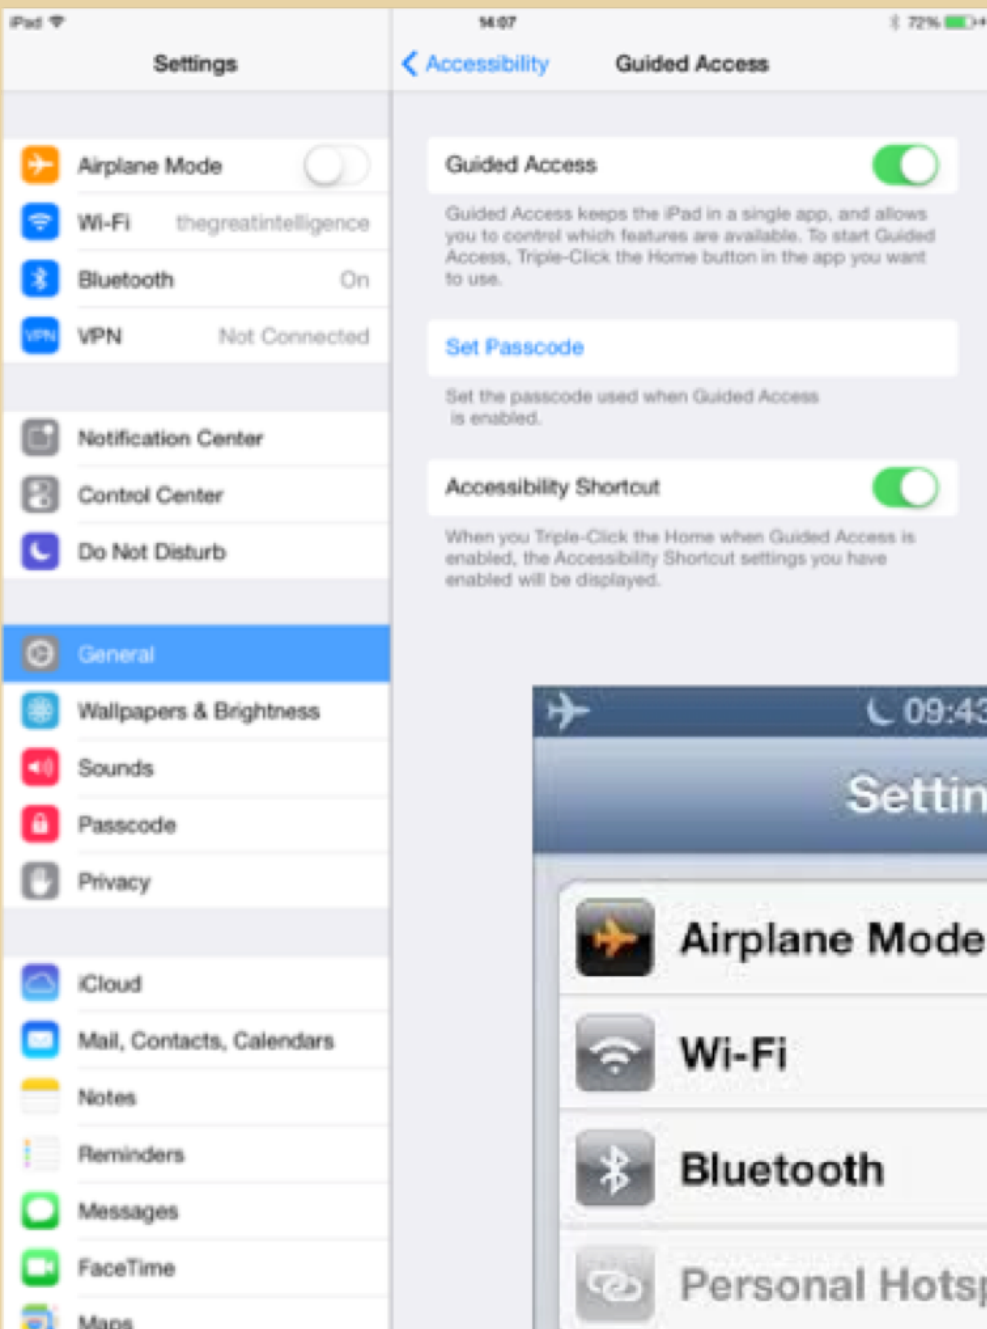 iPad
14:07
72%
Settings
Accessibility
Guided Access
Airplane Mode
Wi-Fi thegreatintelligence
Bluetooth On
VPN VPN Not Connected
Notification Center
Control Center
Do Not Disturb
General
Wallpapers & Brightness
Sounds
Passcode
Privacy
iCloud
Mail, Contacts, Calendars
Notes
Reminders
Messages
FaceTime
Maps
Guided Access
Guided Access keeps the iPad in a single app, and allows
you to control which features are available. To start Guided
Access, Triple-Click the Home button in the app you want
to use.
Set Passcode
Set the passcode used when Guided Access
is enabled.
Accessibility Shortcut
When you Triple-Click the Home when Guided Access is
enabled, the Accessibility Shortcut settings you have
enabled will be displayed.
09:43
Settin
Airplane Mode
Wi-Fi
Bluetooth
Personal Hotsp